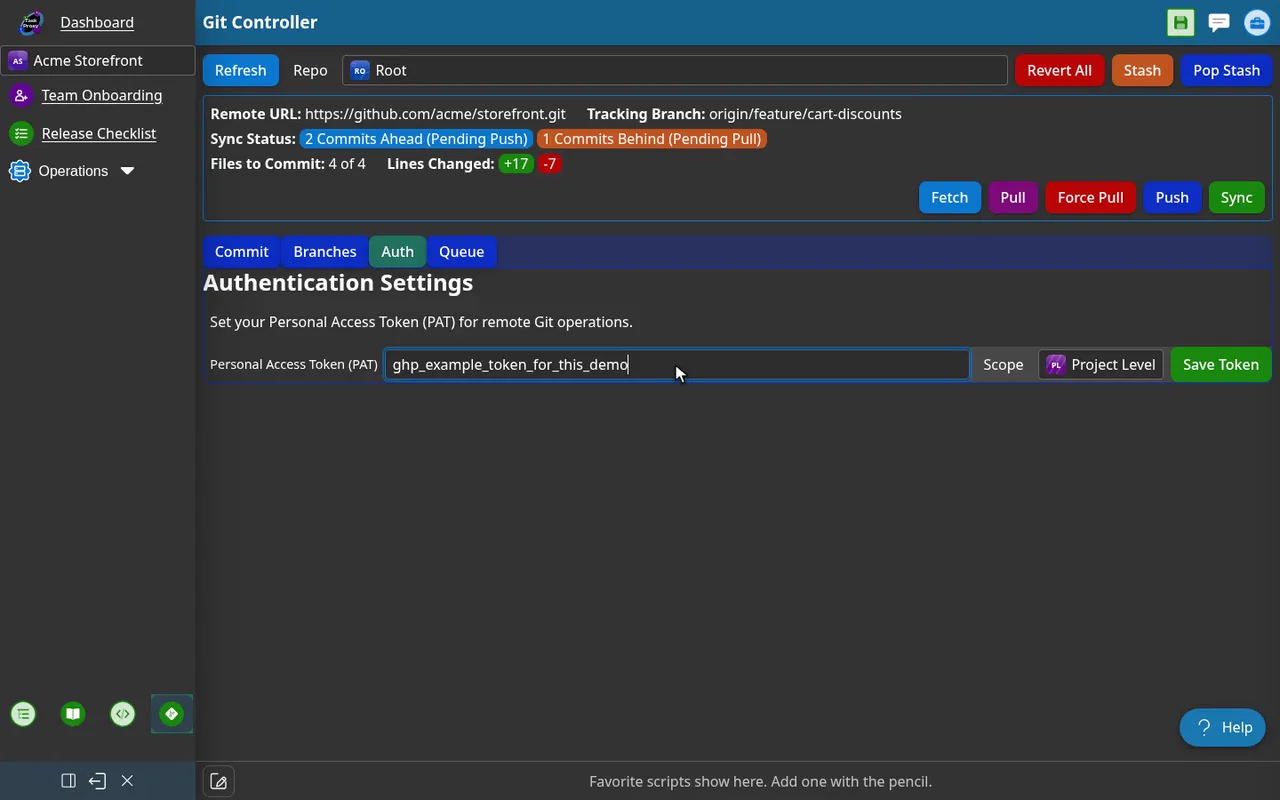 Task Proxy
Dashboard
Git Controller
AS Acme Storefront
Team Onboarding
Release Checklist
Operations
Refresh Repo RO Root Revert All Stash Pop Stash
Remote URL: https://github.com/acme/storefront.git Tracking Branch: origin/feature/cart-discounts
Sync Status: 2 Commits Ahead (Pending Push) 1 Commits Behind (Pending Pull)
Files to Commit: 4 of 4 Lines Changed: +17 -7
Fetch Pull Force Pull Push Sync
Commit Branches Auth Queue
Authentication Settings
Set your Personal Access Token (PAT) for remote Git operations.
Personal Access Token (PAT) ghp_example_token_for_this_demo Scope PL Project Level Save Token
? Help
Favorite scripts show here. Add one with the pencil.